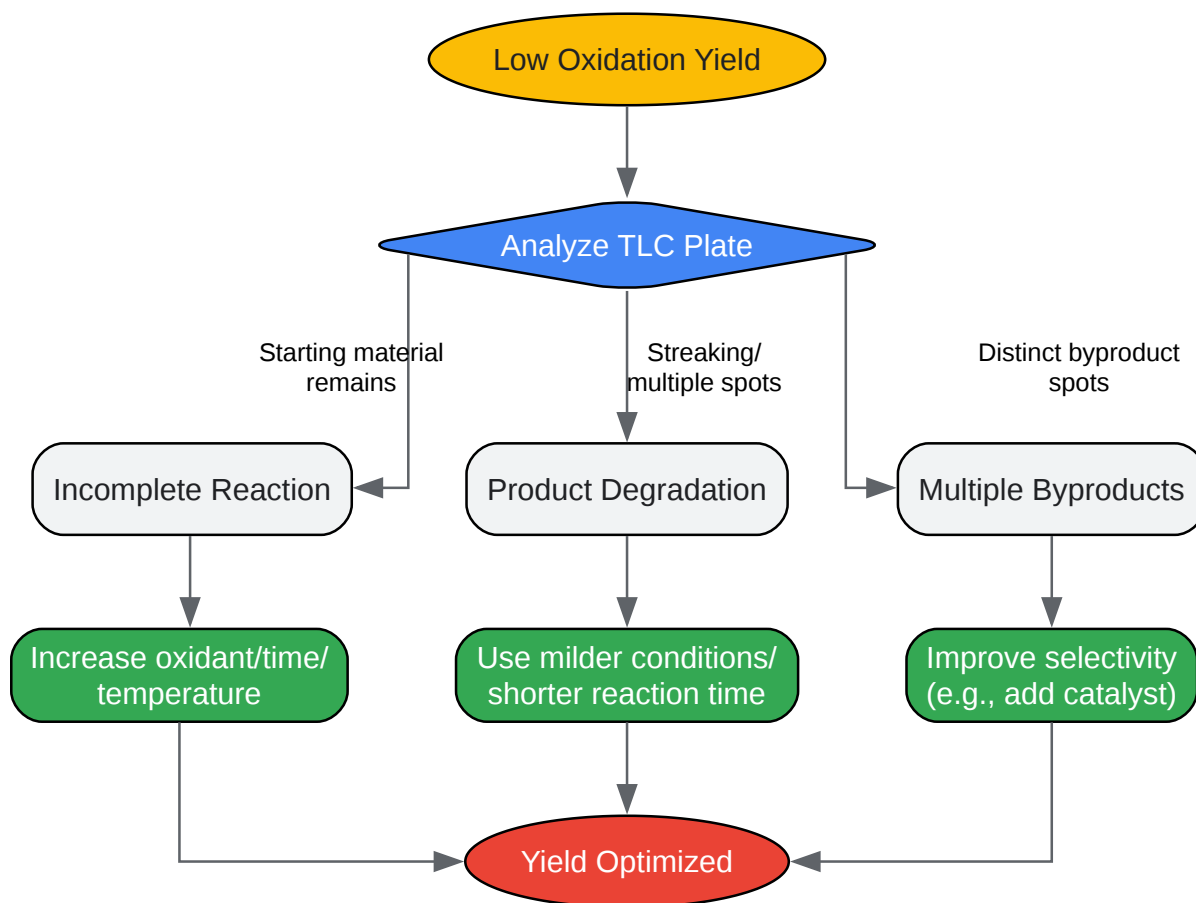 Low Oxidation Yield
Analyze TLC Plate
Starting material
remains
Streaking/
multiple spots
Distinct byproduct
spots
Incomplete Reaction
Product Degradation
Multiple Byproducts
Increase oxidant/time/
temperature
Use milder conditions/
shorter reaction time
Improve selectivity
(e.g., add catalyst)
Yield Optimized